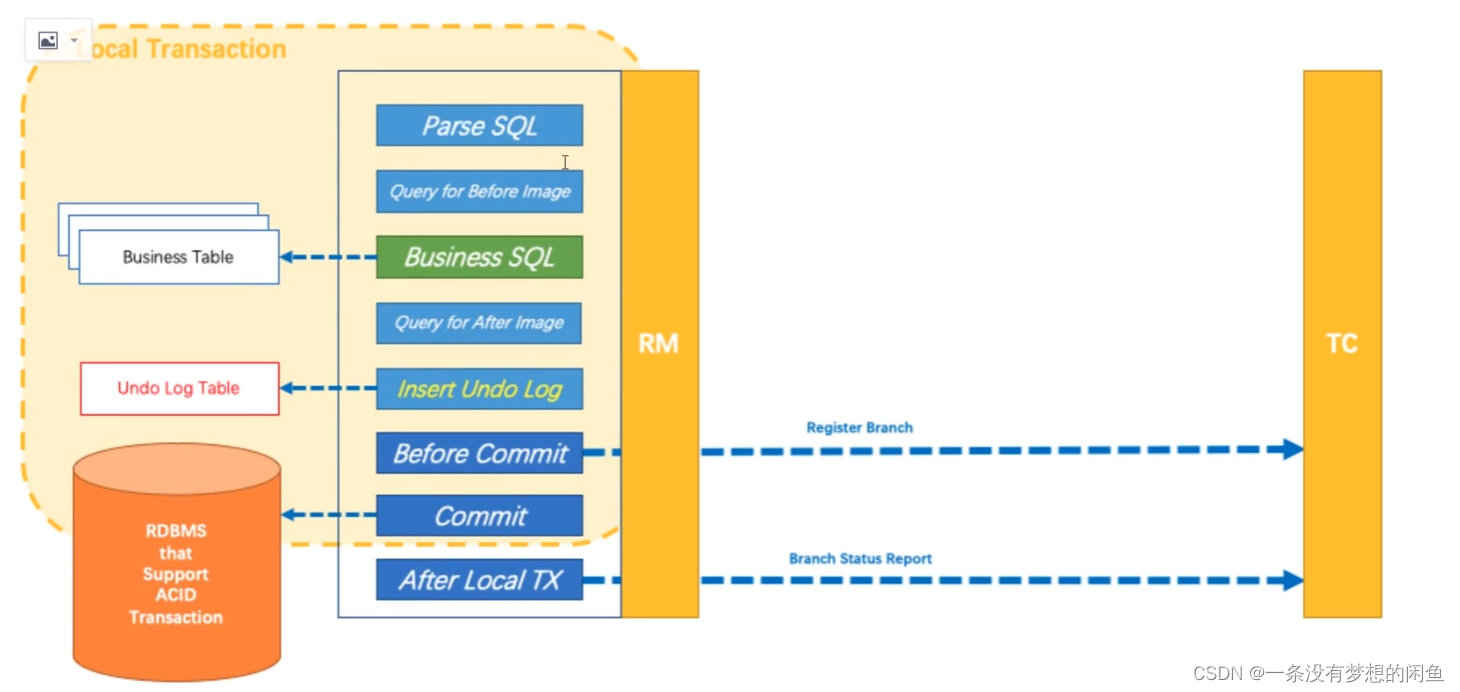 ocal Transaction
Parse SQL
Query for Before Image
Business SQL
Business Table
Query for After Image
RM
TC
Insert Undo Log
Undo Log Table
Register Branch
Before Commit
Commit
RDBMS
that
Support
ACID
Transaction
Branch Status Report
After Local TX
CSDN @一条没有梦想的闲鱼